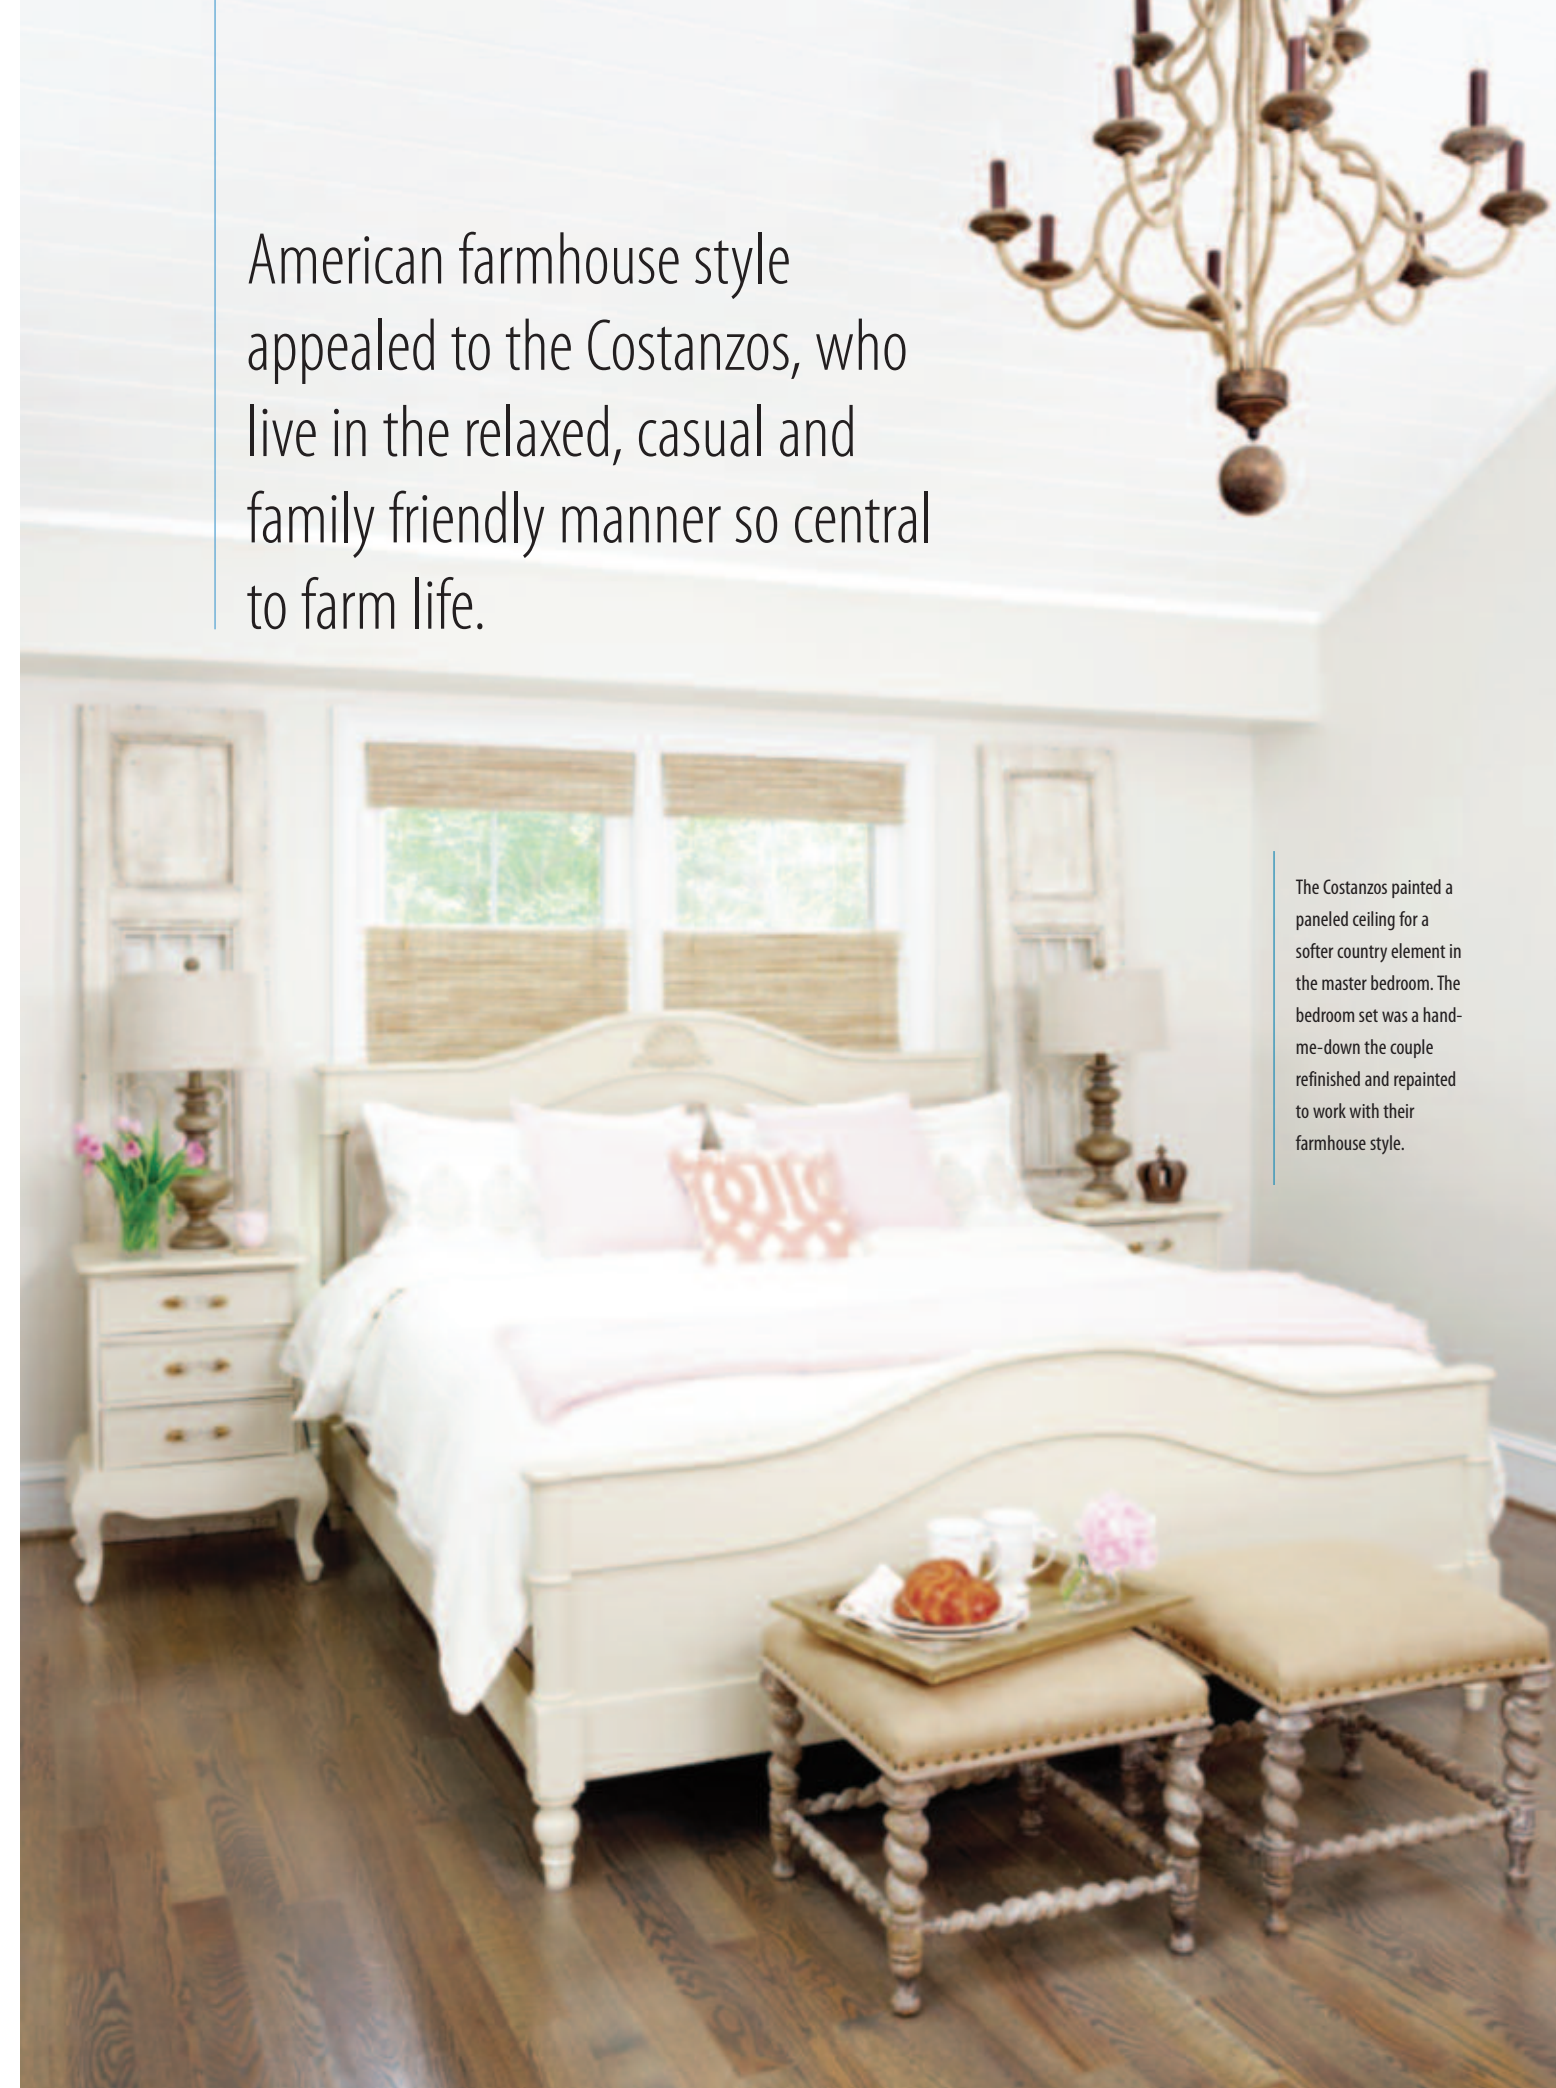 American farmhouse style
appealed to the Costanzos, who
live in the relaxed, casual and
family friendly manner so central
to farm life.
The Costanzos painted a
paneled ceiling for a
softer country element in
the master bedroom. The
bedroom set was a hand-
me-down the couple
refinished and repainted
to work with their
farmhouse style.